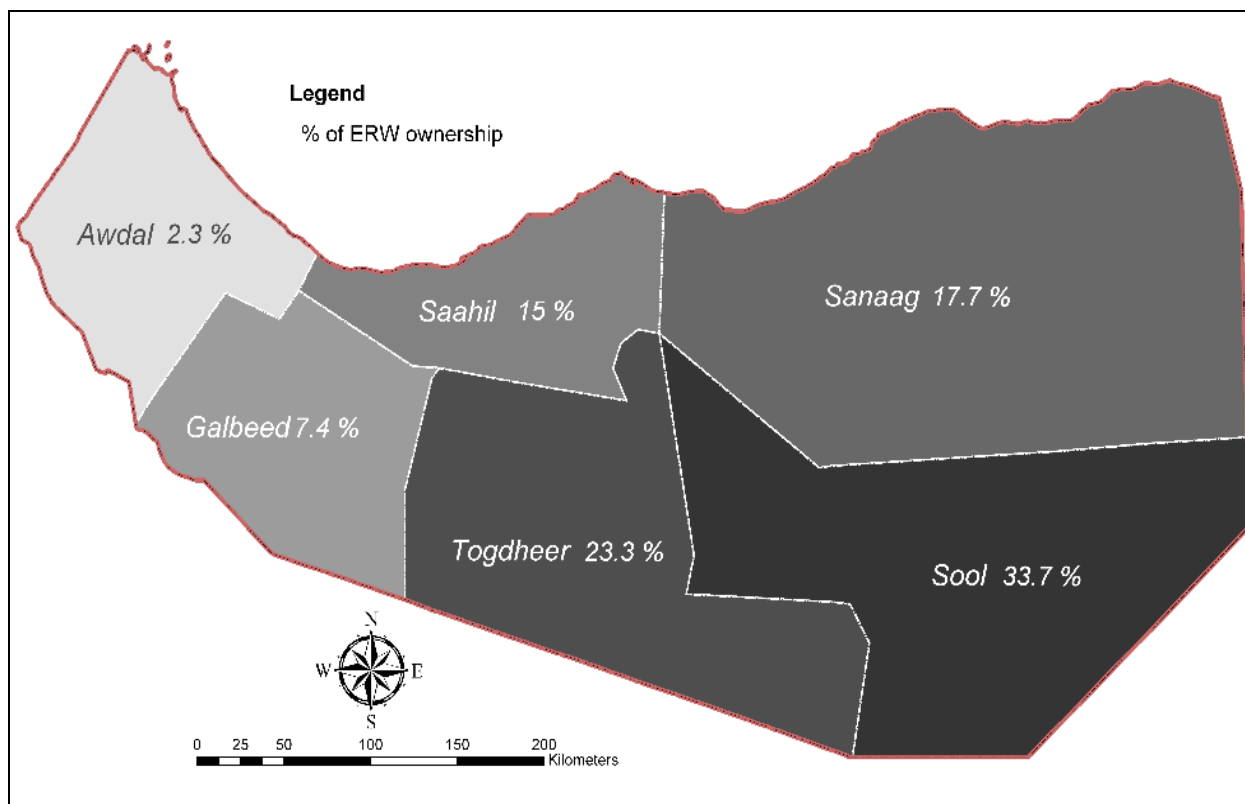 Legend
% of ERW ownership
Awdal 2.3 %
Saahil 15 %
Sanaag 17.7 %
Galbeed 7.4 %
Togdheer 23.3 %
Sool 33.7 %
N
W E
S
0 25 50 100 150 200
Kilometers